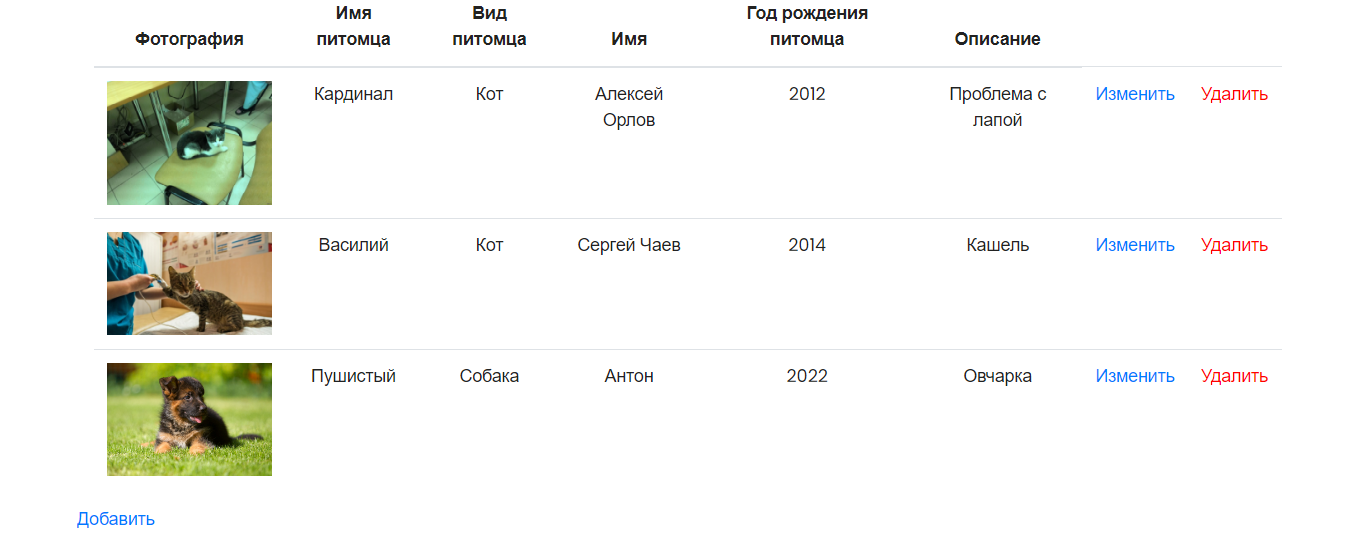 Фотография Имя питомца Вид питомца Имя Год рождения питомца Описание
Кардинал Кот Алексей Орлов 2012 Проблема с лапой Изменить Удалить
Василий Кот Сергей Чаев 2014 Кашель Изменить Удалить
Пушистый Собака Антон 2022 Овчарка Изменить Удалить
Добавить